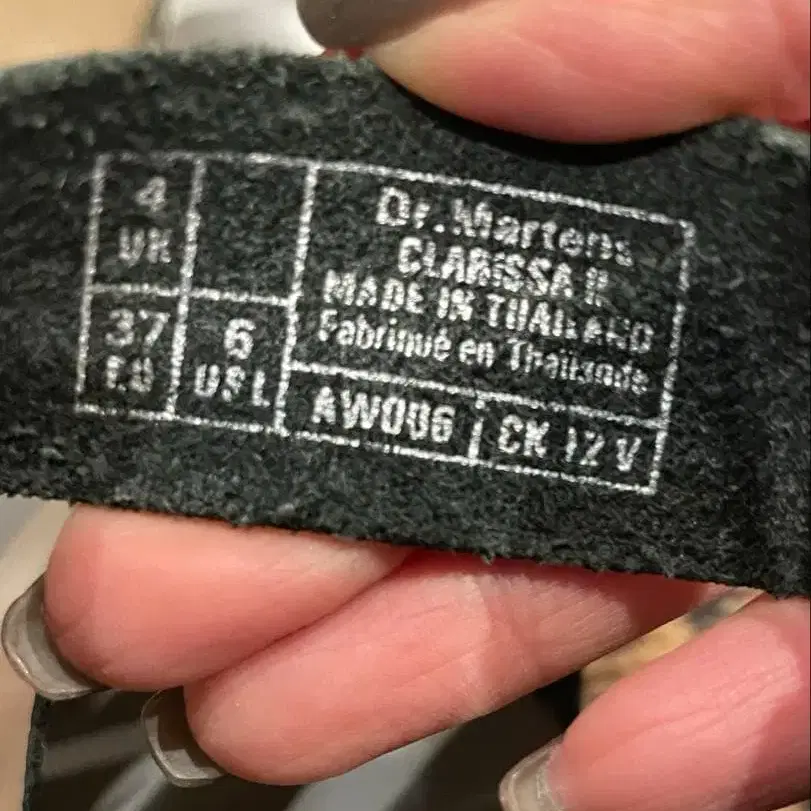 4
UK
37
EU
6
US L
Dr. Martens
CLARISSA II
MADE IN THAILAND
Fabriqué en Thaïlande
AW006
CK 12 V